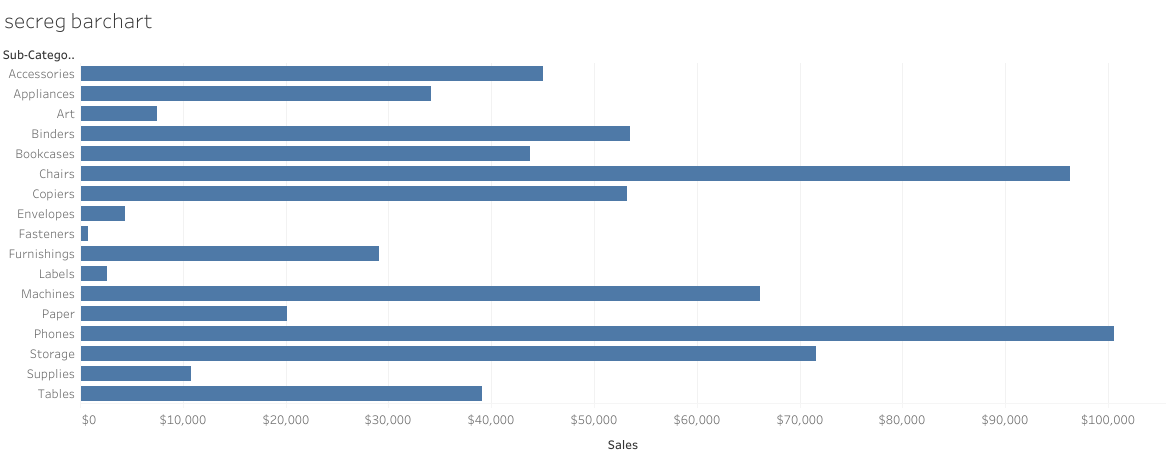 secreg barchart
Sub-Catego..
Accessories
Appliances
Art
Binders
Bookcases
Chairs
Copiers
Envelopes
Fasteners
Furnishings
Labels
Machines
Paper
Phones
Storage
Supplies
Tables
$0 $10,000 $20,000 $30,000 $40,000 $50,000 $60,000 $70,000 $80,000 $90,000 $100,000
Sales